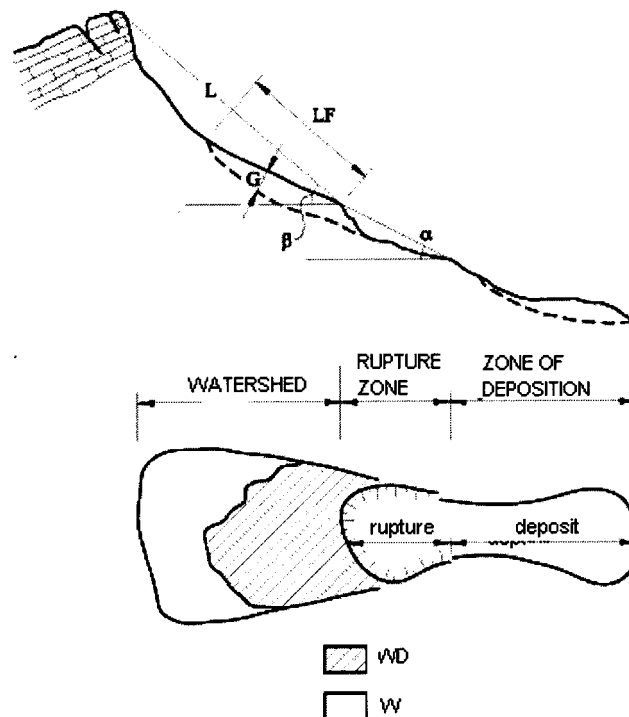 L
LF
G
β
α
WATERSHED
RUPTURE
ZONE
ZONE OF
DEPOSITION
rupture
deposit
WD
W